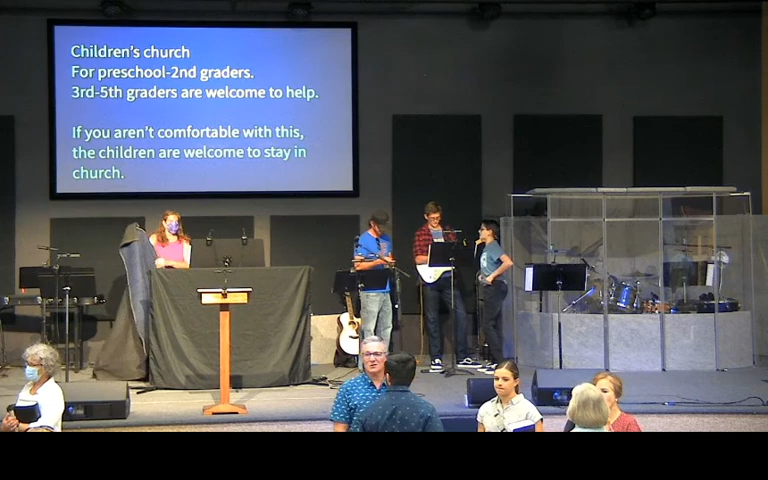 Children's church
For preschool-2nd graders.
3rd-5th graders are welcome to help.
If you aren't comfortable with this,
the children are welcome to stay in
church.